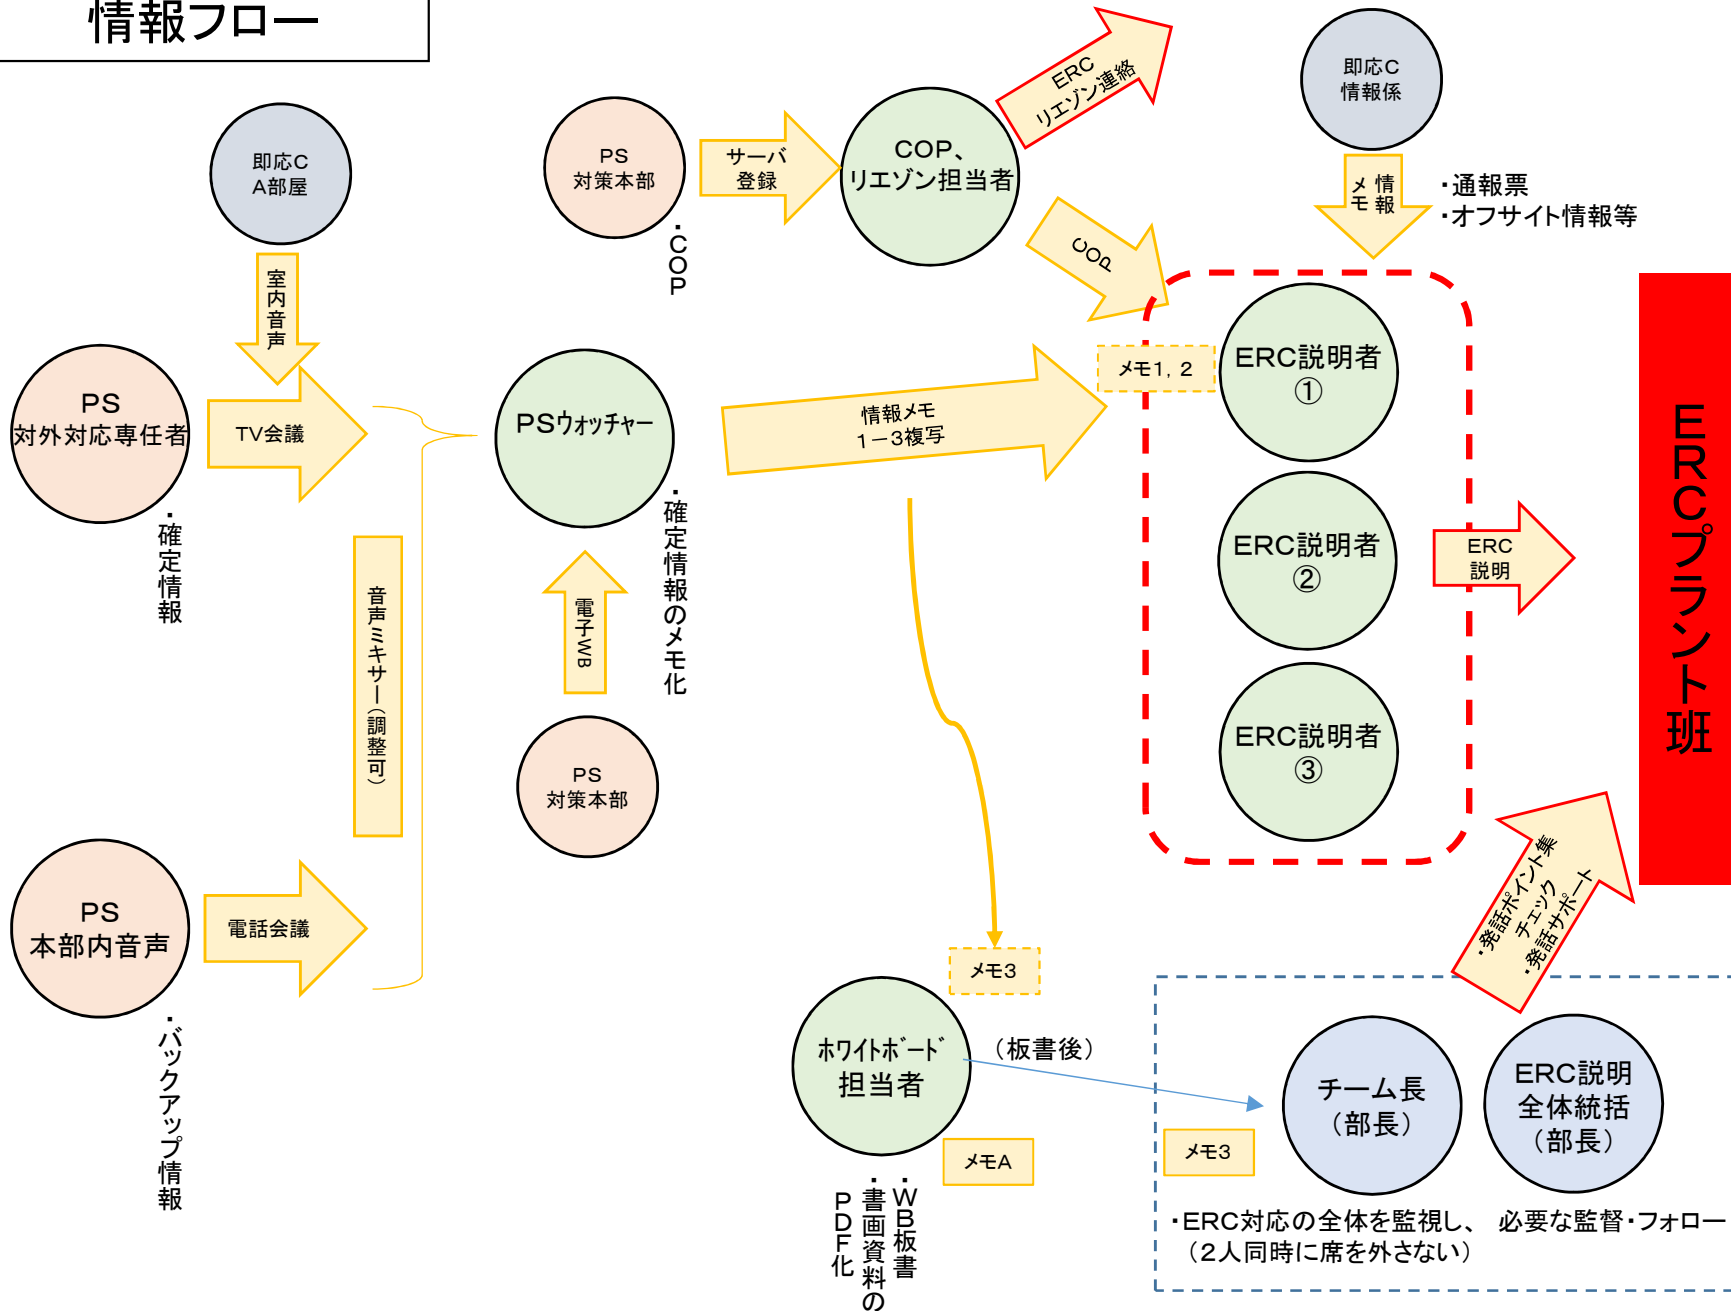 情報フロー
即応C
A部屋
室内音声
PS
対外対応専任者
TV会議
・確定情報
音声ミキサー（調整可）
PS
本部内音声
電話会議
・バックアップ情報
PS
対策本部
・COP
サーバ
登録
COP、
リエゾン担当者
ERC
リエゾン連絡
COP
即応C
情報係
情報
メモ
・通報票
・オフサイト情報等
PSウォッチャー
・確定情報のメモ化
電子WB
PS
対策本部
情報メモ
1－3複写
メモ1，2
ERC説明者
①
ERC説明者
②
ERC説明者
③
ERC
説明
ERCプラント班
メモ3
ホワイトボード
担当者
（板書後）
メモA
・WB板書
・書画資料の
PDF化
メモ3
チーム長
（部長）
ERC説明
全体統括
（部長）
・発話ポイント集
チェック
・発話サポート
・ERC対応の全体を監視し、 必要な監督・フォロー
（2人同時に席を外さない）